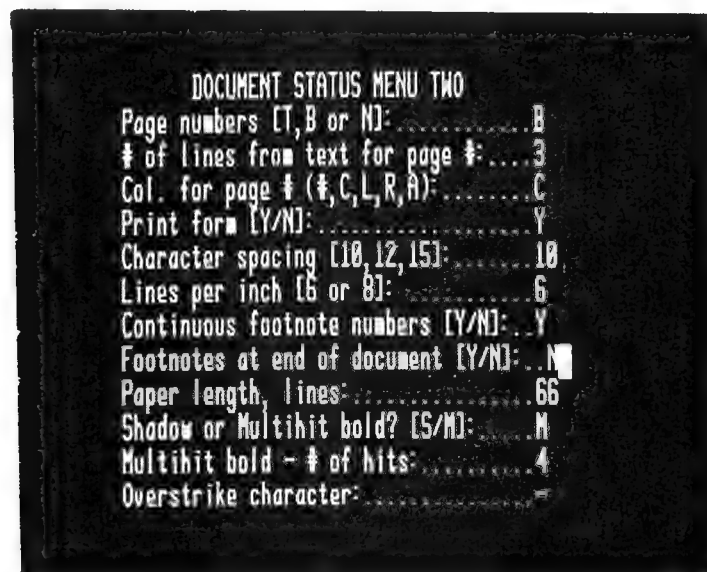 DOCUMENT STATUS MENU TWO
Page numbers [T,B or N]:.............B
# of lines from text for page #:....3
Col. for page # (#,C,L,R,A):........C
Print form [Y/N]:...................Y
Character spacing [10,12,15]:.......10
Lines per inch [6 or 8]:............6
Continuous footnote numbers [Y/N]:..Y
Footnotes at end of document [Y/N]:..N
Paper length, lines:................66
Shadow or Multihit bold? [S/M]:.....M
Multihit bold - # of hits:..........4
Overstrike character:...............-